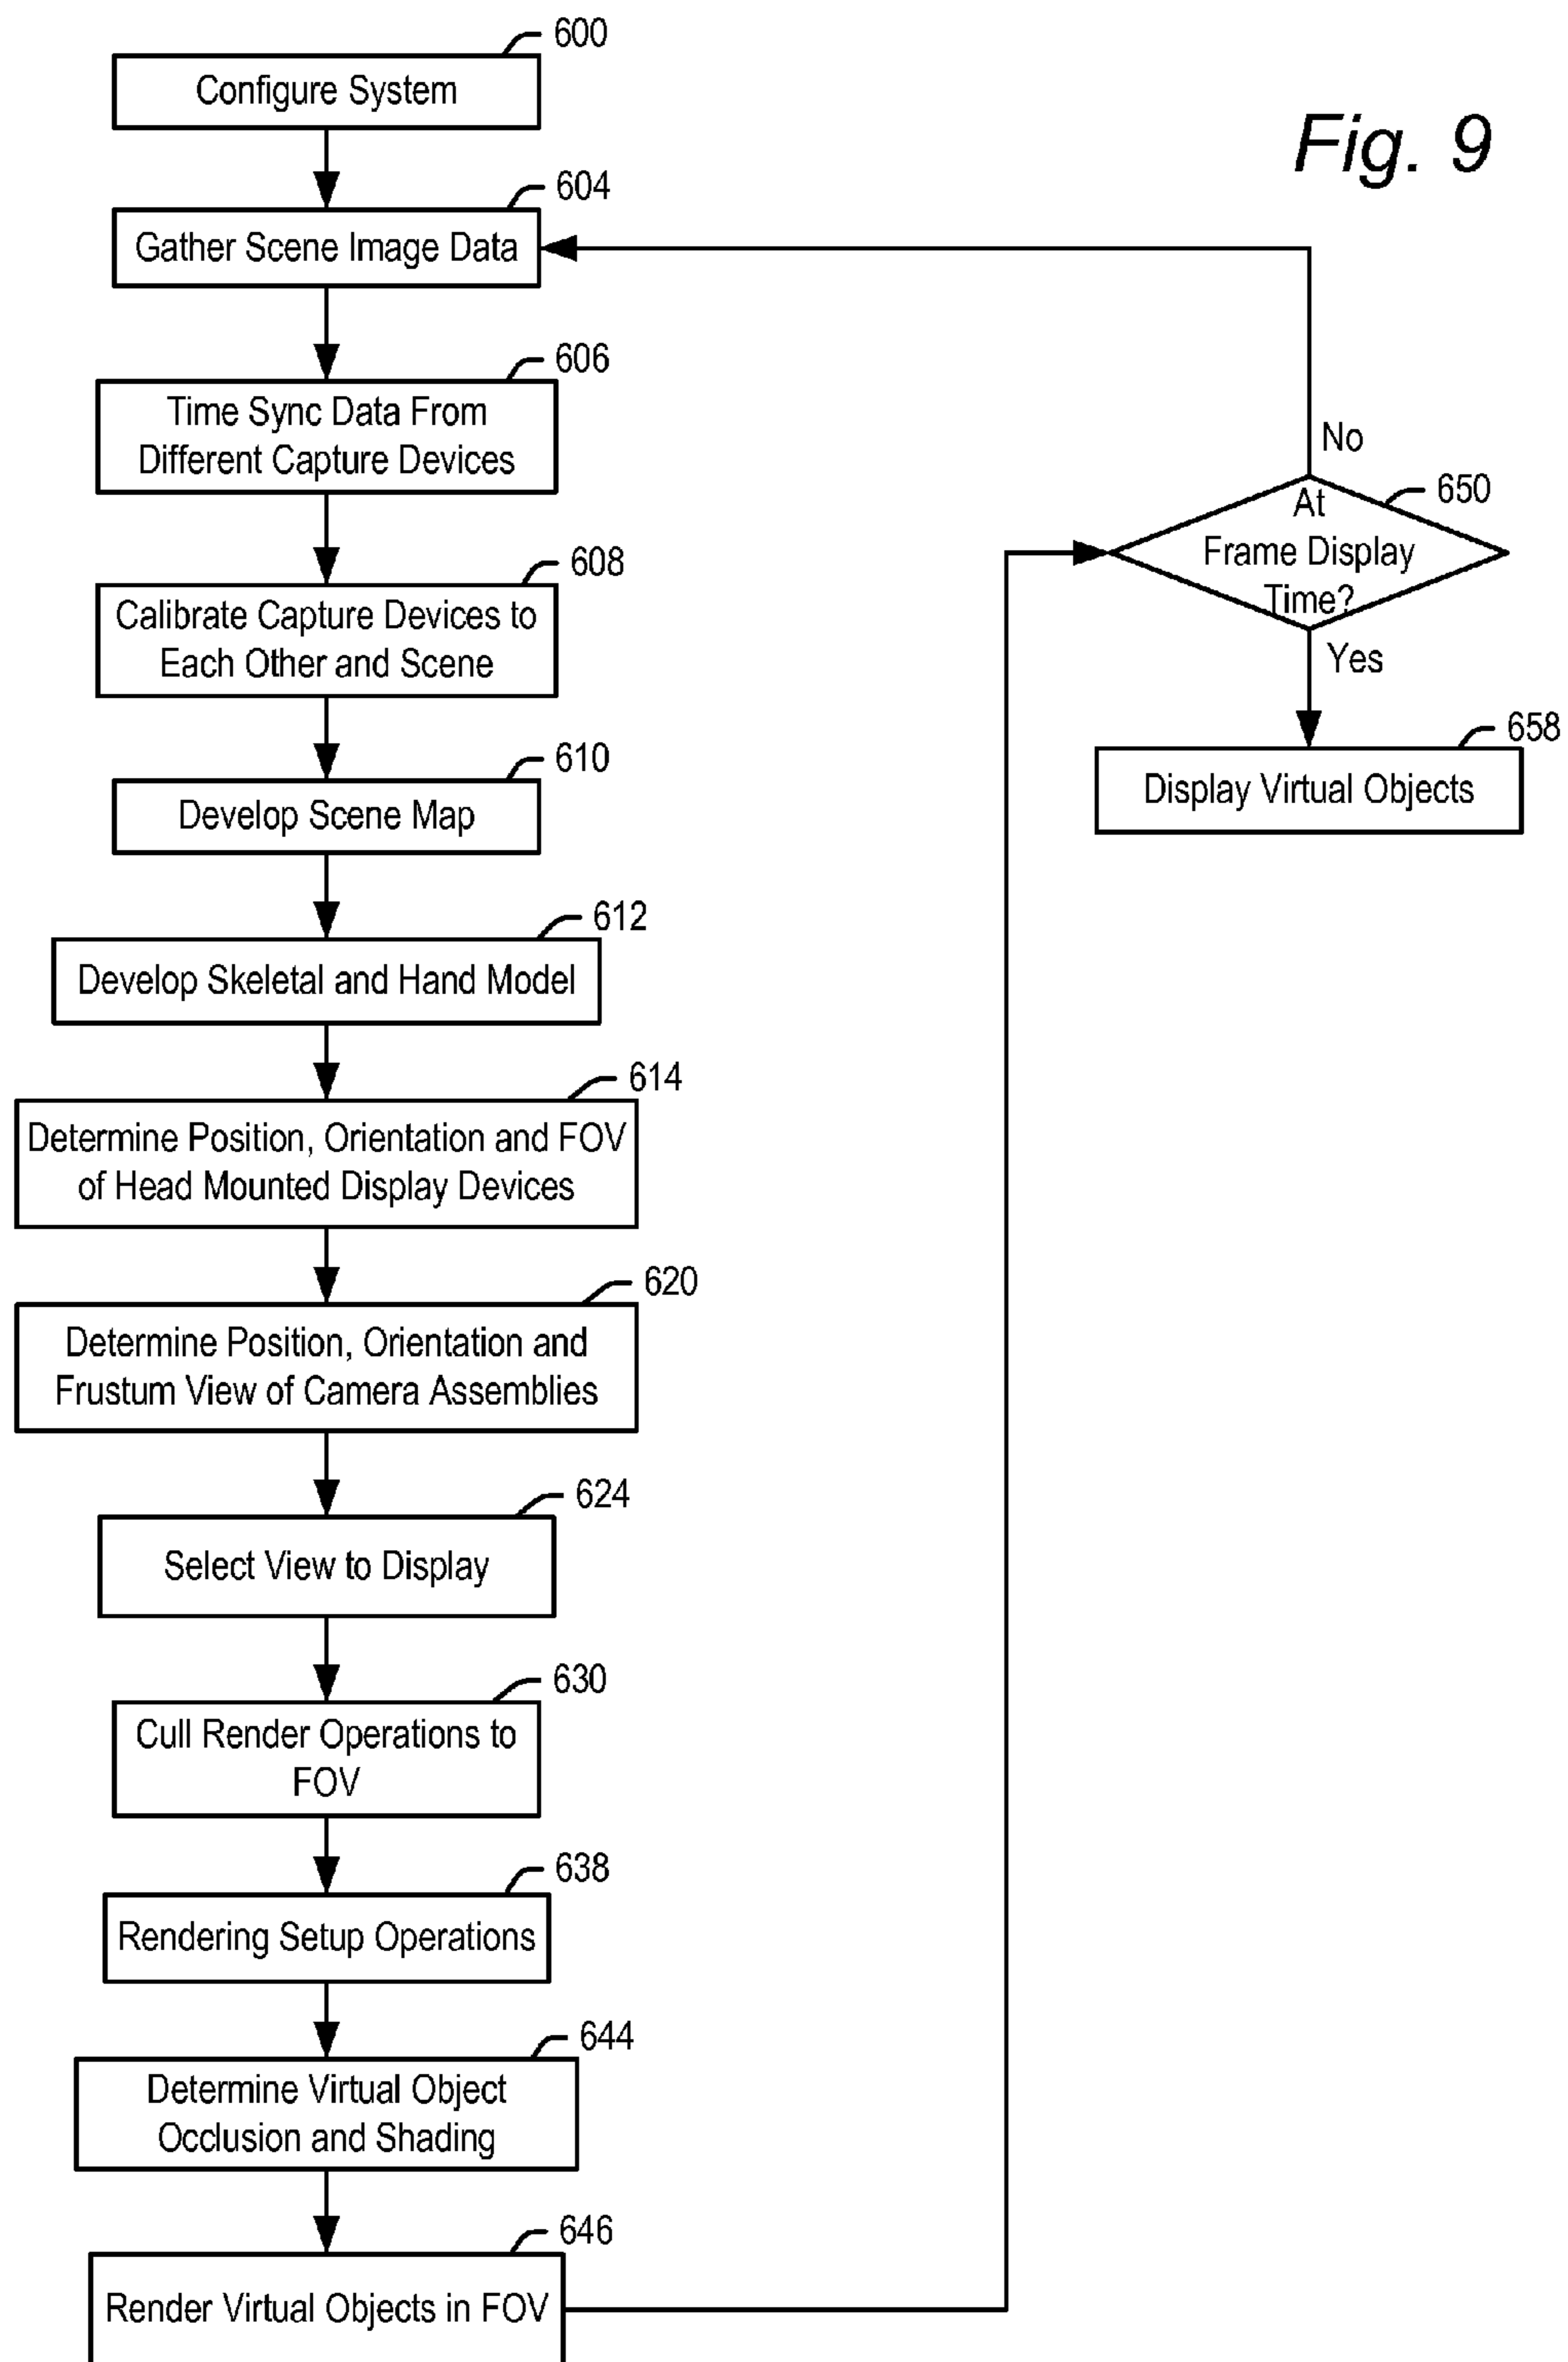 600
Configure System
Fig. 9
604
Gather Scene Image Data
606
Time Sync Data From
Different Capture Devices
608
Calibrate Capture Devices to
Each Other and Scene
610
Develop Scene Map
612
Develop Skeletal and Hand Model
614
Determine Position, Orientation and FOV
of Head Mounted Display Devices
620
Determine Position, Orientation and
Frustum View of Camera Assemblies
624
Select View to Display
630
Cull Render Operations to
FOV
638
Rendering Setup Operations
644
Determine Virtual Object
Occlusion and Shading
646
Render Virtual Objects in FOV
No
650
At
Frame Display
Time?
Yes
658
Display Virtual Objects